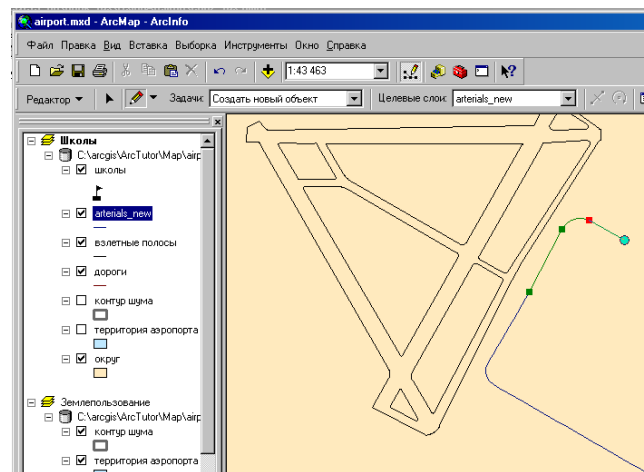 airport.mxd - ArcMap - ArcInfo
Файл Правка Вид Вставка Выборка Инструменты Окно Справка
1:43 463
Редактор Задачи: Создать новый объект Целевые слои: arterials_new
Школы
C:\arcgis\ArcTutor\Map\airp
школы
arterials_new
взлетные полосы
дороги
контур шума
территория аэропорта
округ
Землепользование
C:\arcgis\ArcTutor\Map\airp
контур шума
территория аэропорта